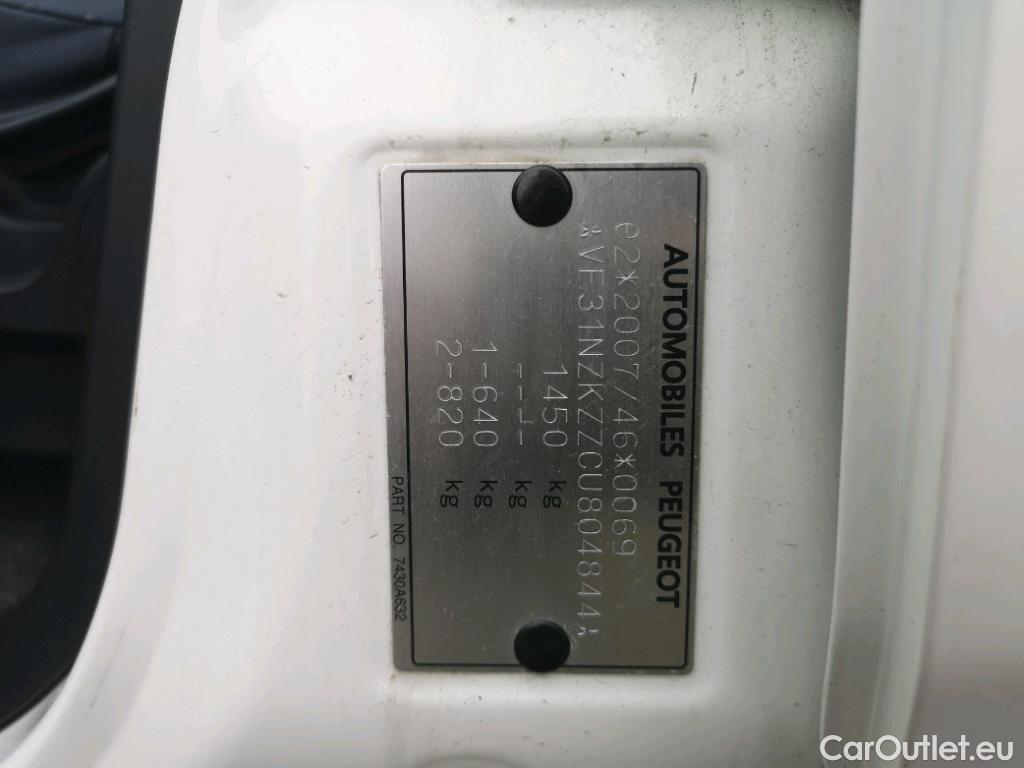 AUTOMOBILES PEUGEOT
e2*2007/46*0069
*VF31NZKZZCU804844*
1450 kg
---- kg
1-640 kg
2-820 kg
PART NO. 7430A632
CarOutlet.eu